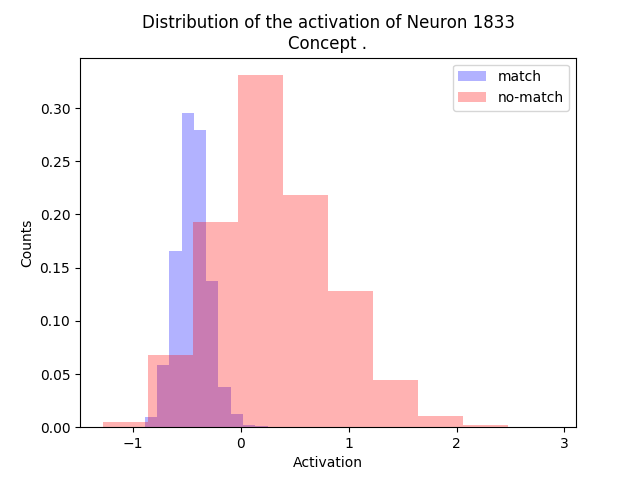 Distribution of the activation of Neuron 1833
Concept .
match
no-match
0.30
0.25
0.20
0.15
0.10
0.05
0.00
Counts
−1
0
1
2
3
Activation